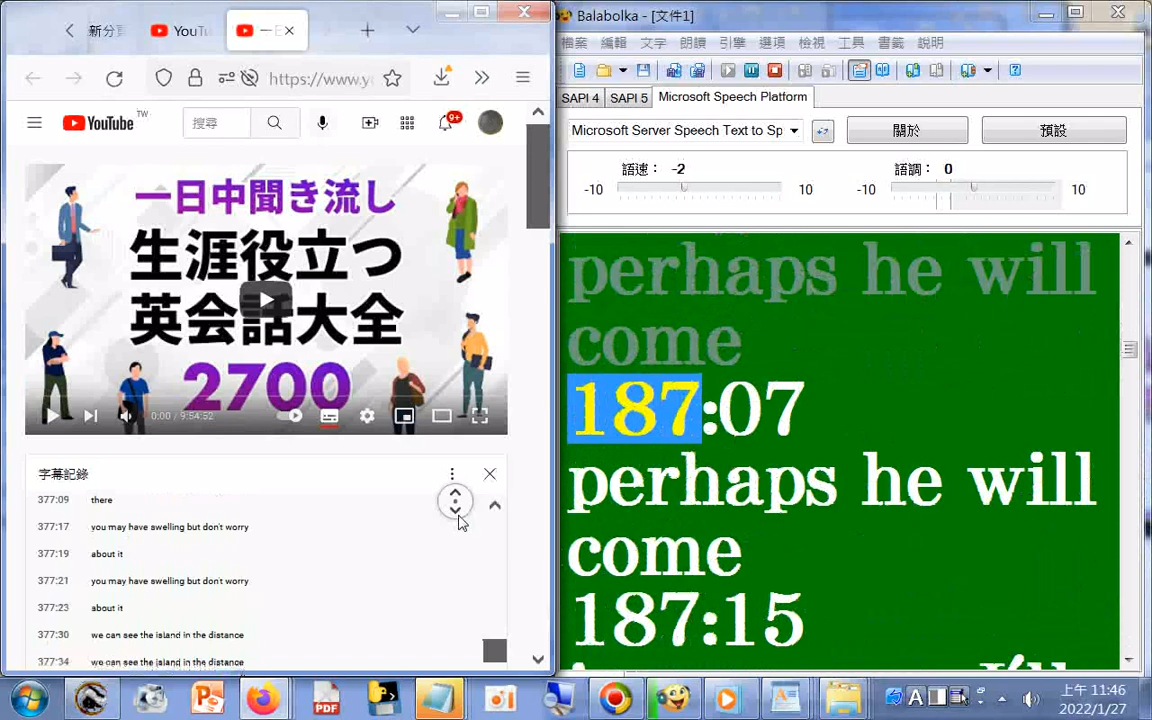 新分
YouTu
一 E
https://www.y
YouTube TW
搜尋
9+
一日中聞き流し
生涯役立つ
英会話大全
2700
0:00 / 9:54:52
字幕記錄
377:09 there
377:17 you may have swelling but don't worry
377:19 about it
377:21 you may have swelling but don't worry
377:23 about it
377:30 we can see the island in the distance
377:34 we can see the island in the distance
Balabolka - [文件1]
檔案 編輯 文字 朗讀 引擎 選項 檢視 工具 書籤 說明
SAPI 4 SAPI 5 Microsoft Speech Platform
Microsoft Server Speech Text to Sp
關於
預設
語速： -2
語調： 0
-10 10
-10 10
perhaps he will
come
187:07
perhaps he will
come
187:15
PDF
A
上午 11:46
2022/1/27